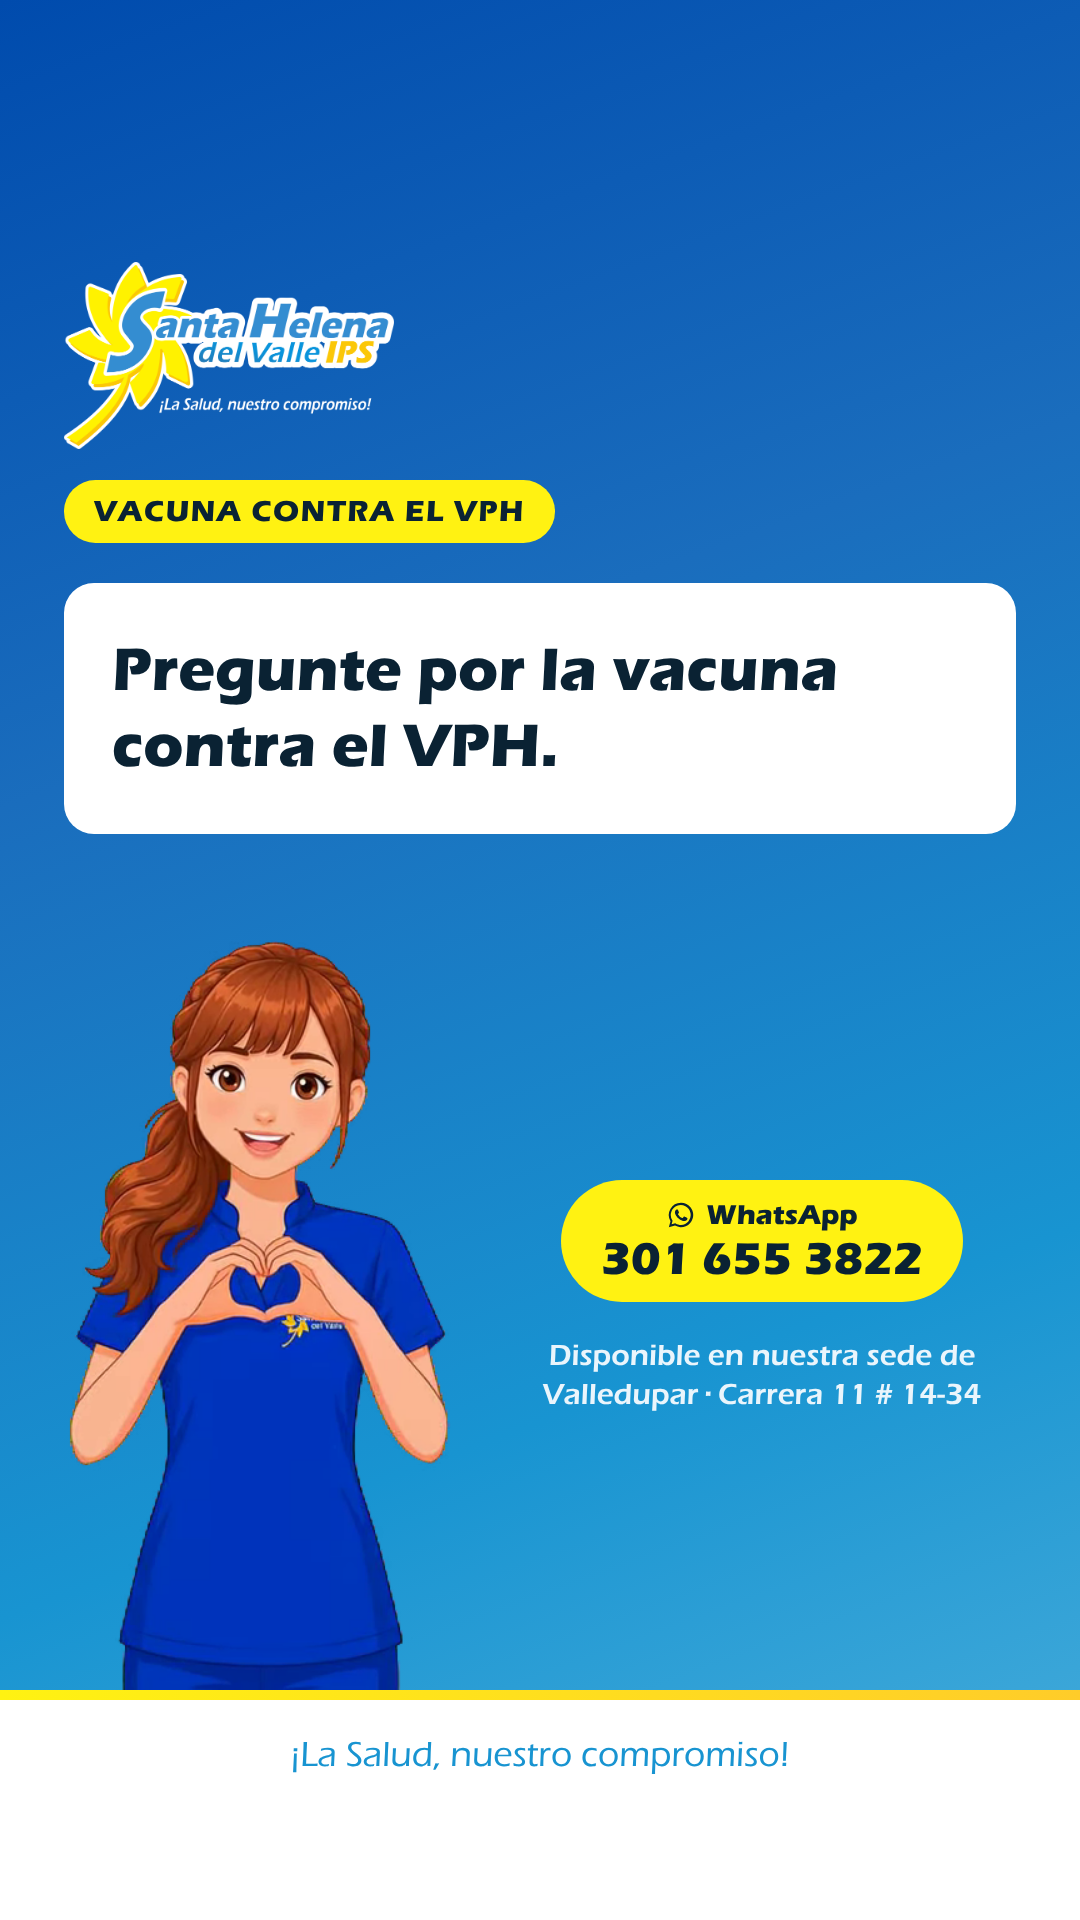 Santa Helena
del Valle IPS
¡La Salud, nuestro compromiso!
VACUNA CONTRA EL VPH
Pregunte por la vacuna
contra el VPH.
WhatsApp
301 655 3822
Disponible en nuestra sede de
Valledupar · Carrera 11 # 14-34
del Valle
¡La Salud, nuestro compromiso!